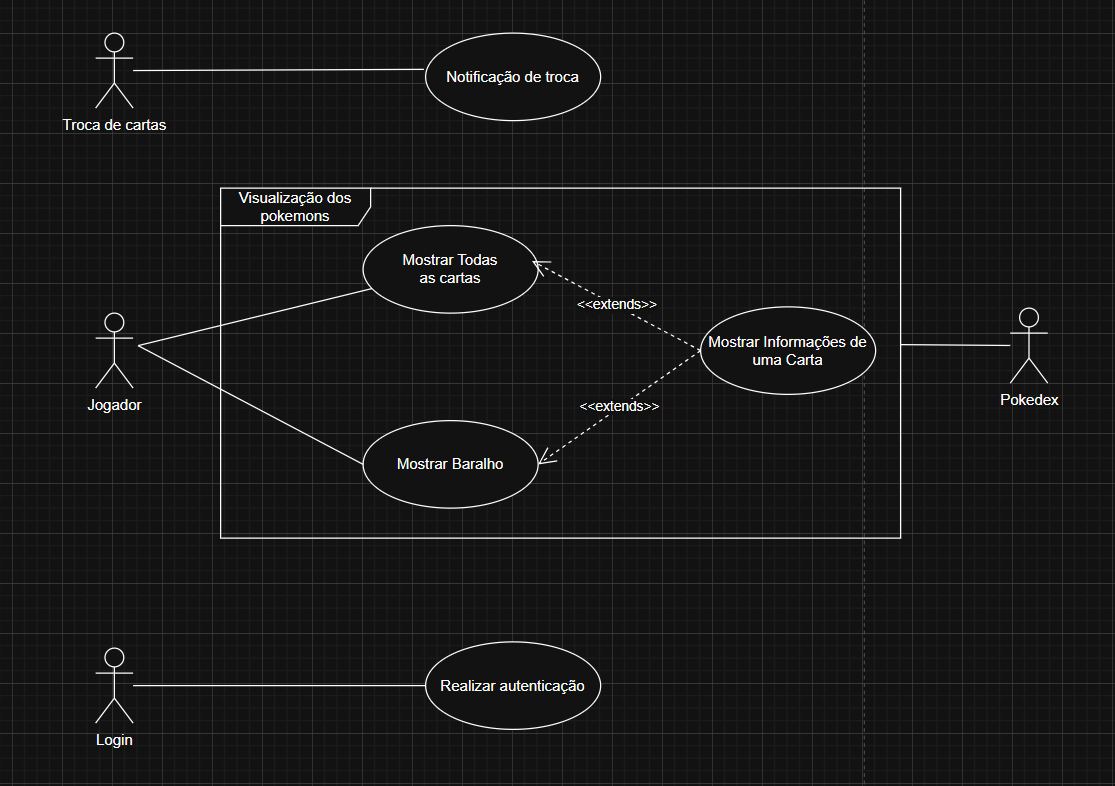 Notificação de troca
Troca de cartas
Visualização dos
pokemons
Mostrar Todas
as cartas
<<extends>>
Mostrar Informações de
uma Carta
Jogador
Pokedex
<<extends>>
Mostrar Baralho
Realizar autenticação
Login